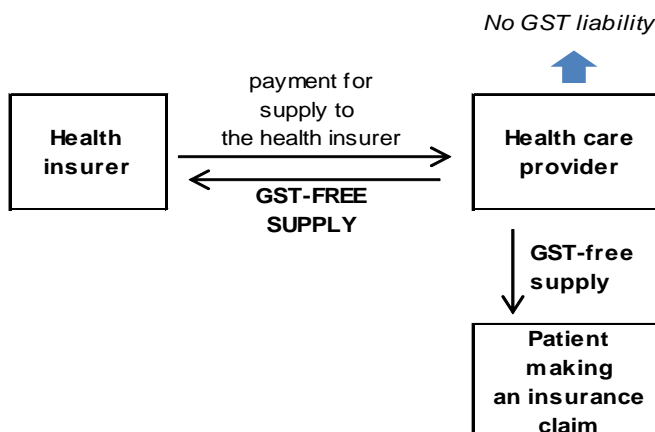 No GST liability
payment for
supply to
the health insurer
Health
insurer
Health care
provider
GST-FREE
SUPPLY
GST-free
supply
Patient
making
an insurance
claim